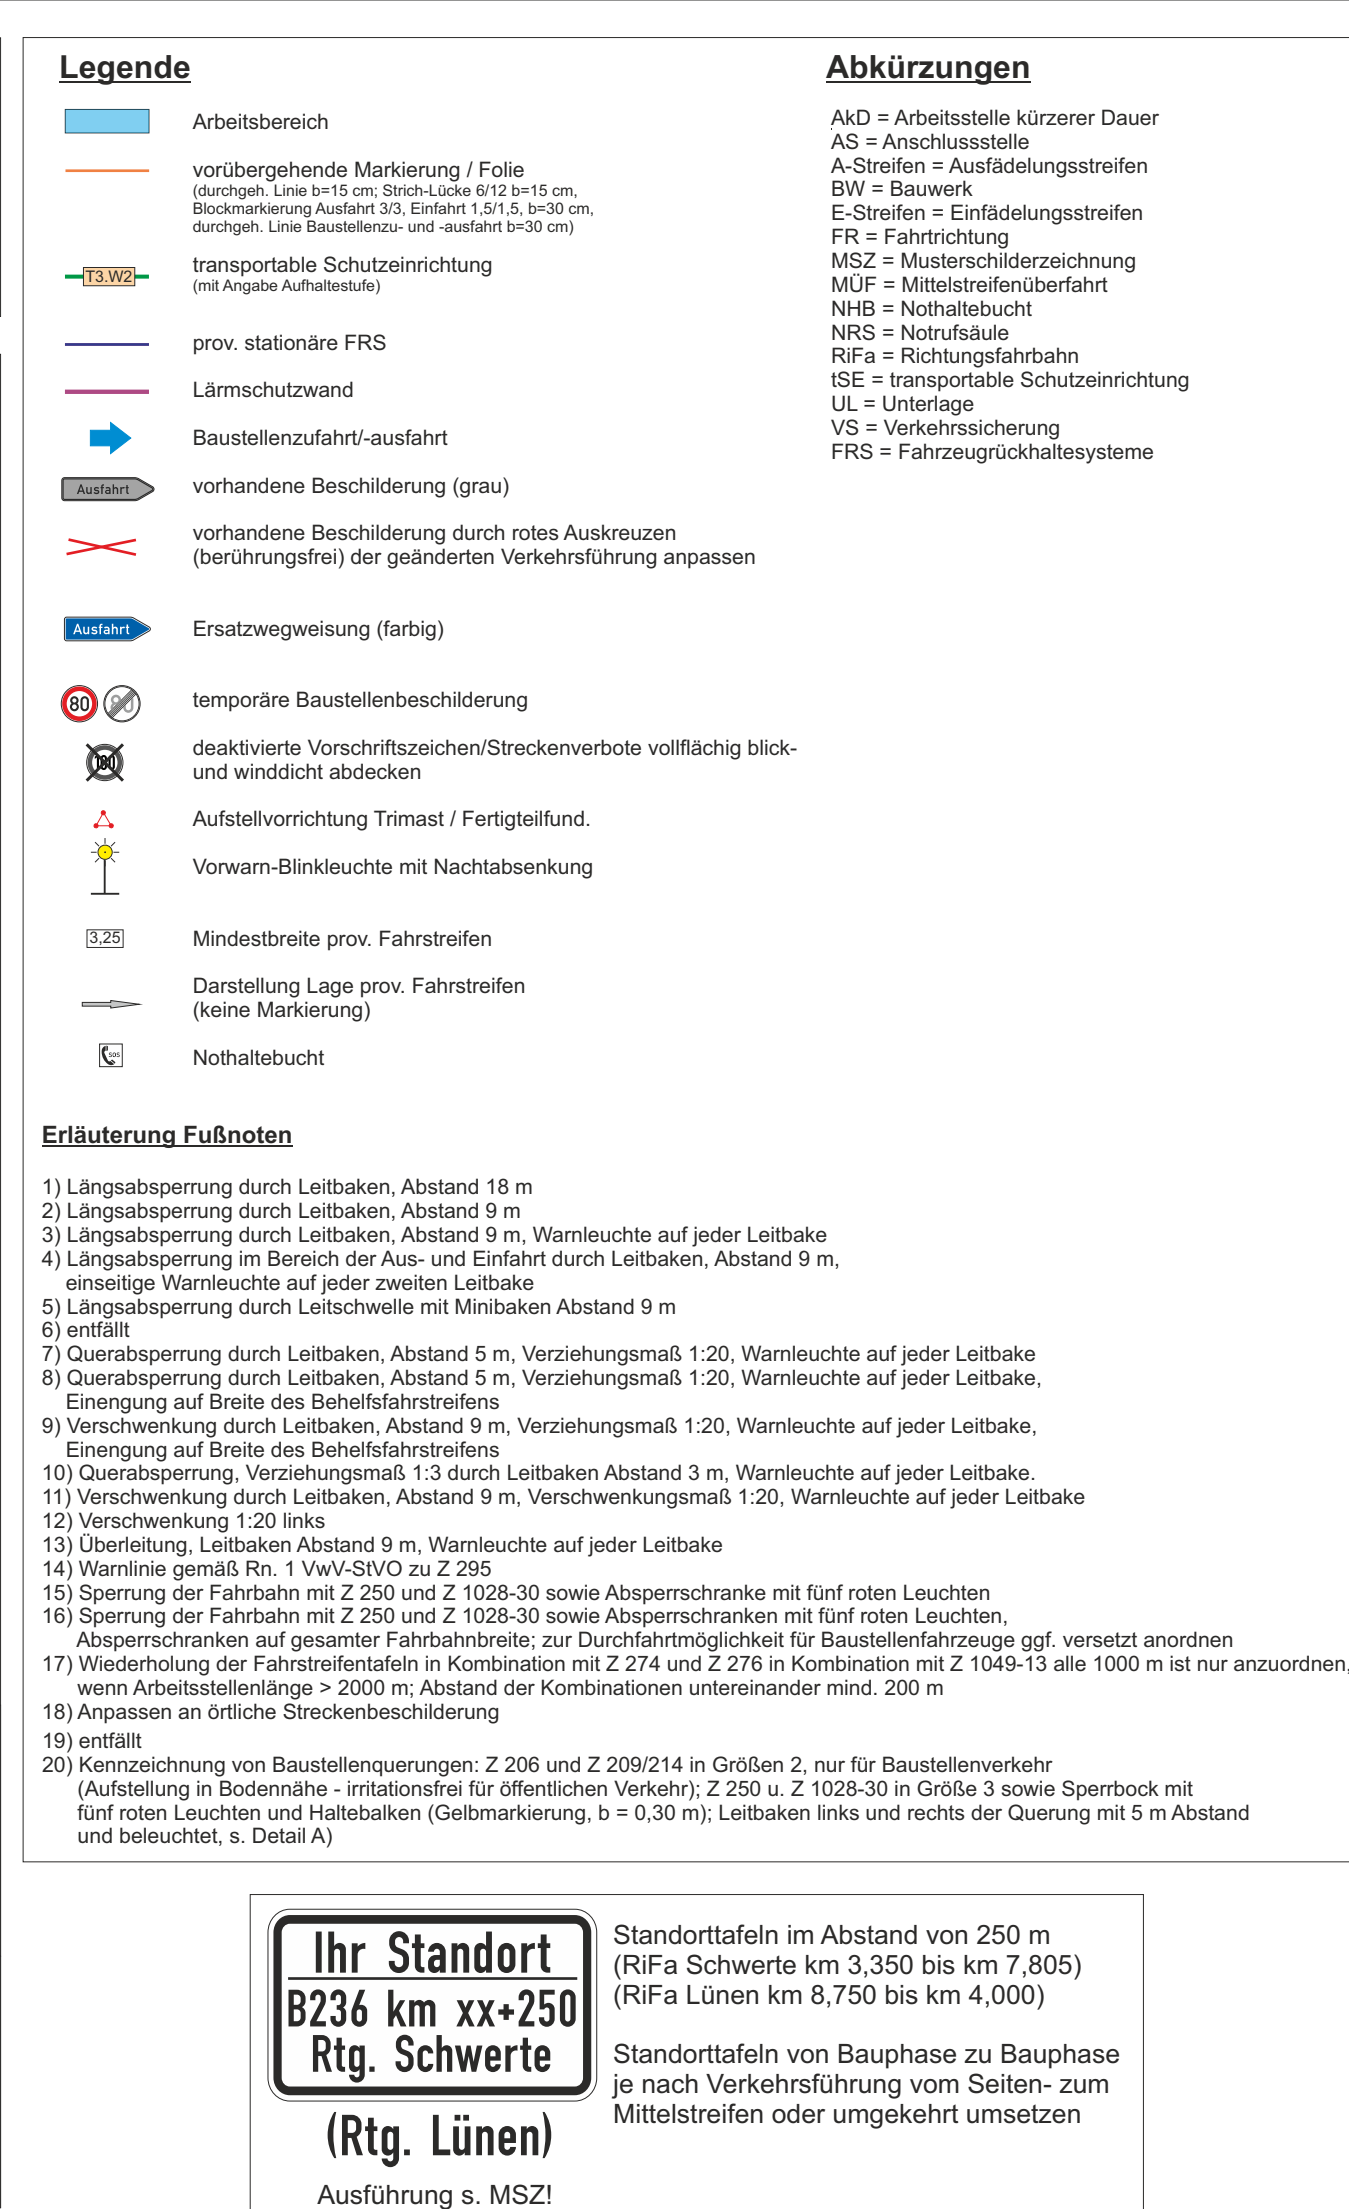 Legende
Arbeitsbereich
vorübergehende Markierung / Folie
(durchgeh. Linie b=15 cm; Strich-Lücke 6/12 b=15 cm,
Blockmarkierung Ausfahrt 3/3, Einfahrt 1,5/1,5, b=30 cm,
durchgeh. Linie Baustellenzu- und -ausfahrt b=30 cm)
T3.W2
transportable Schutzeinrichtung
(mit Angabe Aufhaltestufe)
prov. stationäre FRS
Lärmschutzwand
Baustellenzufahrt/-ausfahrt
Ausfahrt
vorhandene Beschilderung (grau)
vorhandene Beschilderung durch rotes Auskreuzen
(berührungsfrei) der geänderten Verkehrsführung anpassen
Ausfahrt
Ersatzwegweisung (farbig)
80 80
temporäre Baustellenbeschilderung
deaktivierte Vorschriftszeichen/Streckenverbote vollflächig blick-
und winddicht abdecken
Aufstellvorrichtung Trimast / Fertigteilfund.
Vorwarn-Blinkleuchte mit Nachtabsenkung
3,25
Mindestbreite prov. Fahrstreifen
Darstellung Lage prov. Fahrstreifen
(keine Markierung)
SOS
Nothaltebucht
Abkürzungen
AkD = Arbeitsstelle kürzerer Dauer
AS = Anschlussstelle
A-Streifen = Ausfädelungsstreifen
BW = Bauwerk
E-Streifen = Einfädelungsstreifen
FR = Fahrtrichtung
MSZ = Musterschilderzeichnung
MÜF = Mittelstreifenüberfahrt
NHB = Nothaltebucht
NRS = Notrufsäule
RiFa = Richtungsfahrbahn
tSE = transportable Schutzeinrichtung
UL = Unterlage
VS = Verkehrssicherung
FRS = Fahrzeugrückhaltesysteme
Erläuterung Fußnoten
1) Längsabsperrung durch Leitbaken, Abstand 18 m
2) Längsabsperrung durch Leitbaken, Abstand 9 m
3) Längsabsperrung durch Leitbaken, Abstand 9 m, Warnleuchte auf jeder Leitbake
4) Längsabsperrung im Bereich der Aus- und Einfahrt durch Leitbaken, Abstand 9 m,
einseitige Warnleuchte auf jeder zweiten Leitbake
5) Längsabsperrung durch Leitschwelle mit Minibaken Abstand 9 m
6) entfällt
7) Querabsperrung durch Leitbaken, Abstand 5 m, Verziehungsmaß 1:20, Warnleuchte auf jeder Leitbake
8) Querabsperrung durch Leitbaken, Abstand 5 m, Verziehungsmaß 1:20, Warnleuchte auf jeder Leitbake,
Einengung auf Breite des Behelfsfahrstreifens
9) Verschwenkung durch Leitbaken, Abstand 9 m, Verziehungsmaß 1:20, Warnleuchte auf jeder Leitbake,
Einengung auf Breite des Behelfsfahrstreifens
10) Querabsperrung, Verziehungsmaß 1:3 durch Leitbaken Abstand 3 m, Warnleuchte auf jeder Leitbake.
11) Verschwenkung durch Leitbaken, Abstand 9 m, Verschwenkungsmaß 1:20, Warnleuchte auf jeder Leitbake
12) Verschwenkung 1:20 links
13) Überleitung, Leitbaken Abstand 9 m, Warnleuchte auf jeder Leitbake
14) Warnlinie gemäß Rn. 1 VwV-StVO zu Z 295
15) Sperrung der Fahrbahn mit Z 250 und Z 1028-30 sowie Absperrschranke mit fünf roten Leuchten
16) Sperrung der Fahrbahn mit Z 250 und Z 1028-30 sowie Absperrschranken mit fünf roten Leuchten,
Absperrschranken auf gesamter Fahrbahnbreite; zur Durchfahrtmöglichkeit für Baustellenfahrzeuge ggf. versetzt anordnen
17) Wiederholung der Fahrstreifentafeln in Kombination mit Z 274 und Z 276 in Kombination mit Z 1049-13 alle 1000 m ist nur anzuordnen,
wenn Arbeitsstellenlänge > 2000 m; Abstand der Kombinationen untereinander mind. 200 m
18) Anpassen an örtliche Streckenbeschilderung
19) entfällt
20) Kennzeichnung von Baustellenquerungen: Z 206 und Z 209/214 in Größen 2, nur für Baustellenverkehr
(Aufstellung in Bodennähe - irritationsfrei für öffentlichen Verkehr); Z 250 u. Z 1028-30 in Größe 3 sowie Sperrbock mit
fünf roten Leuchten und Haltebalken (Gelbmarkierung, b = 0,30 m); Leitbaken links und rechts der Querung mit 5 m Abstand
und beleuchtet, s. Detail A)
Ihr Standort
B236 km xx+250
Rtg. Schwerte
(Rtg. Lünen)
Ausführung s. MSZ!
Standorttafeln im Abstand von 250 m
(RiFa Schwerte km 3,350 bis km 7,805)
(RiFa Lünen km 8,750 bis km 4,000)
Standorttafeln von Bauphase zu Bauphase
je nach Verkehrsführung vom Seiten- zum
Mittelstreifen oder umgekehrt umsetzen